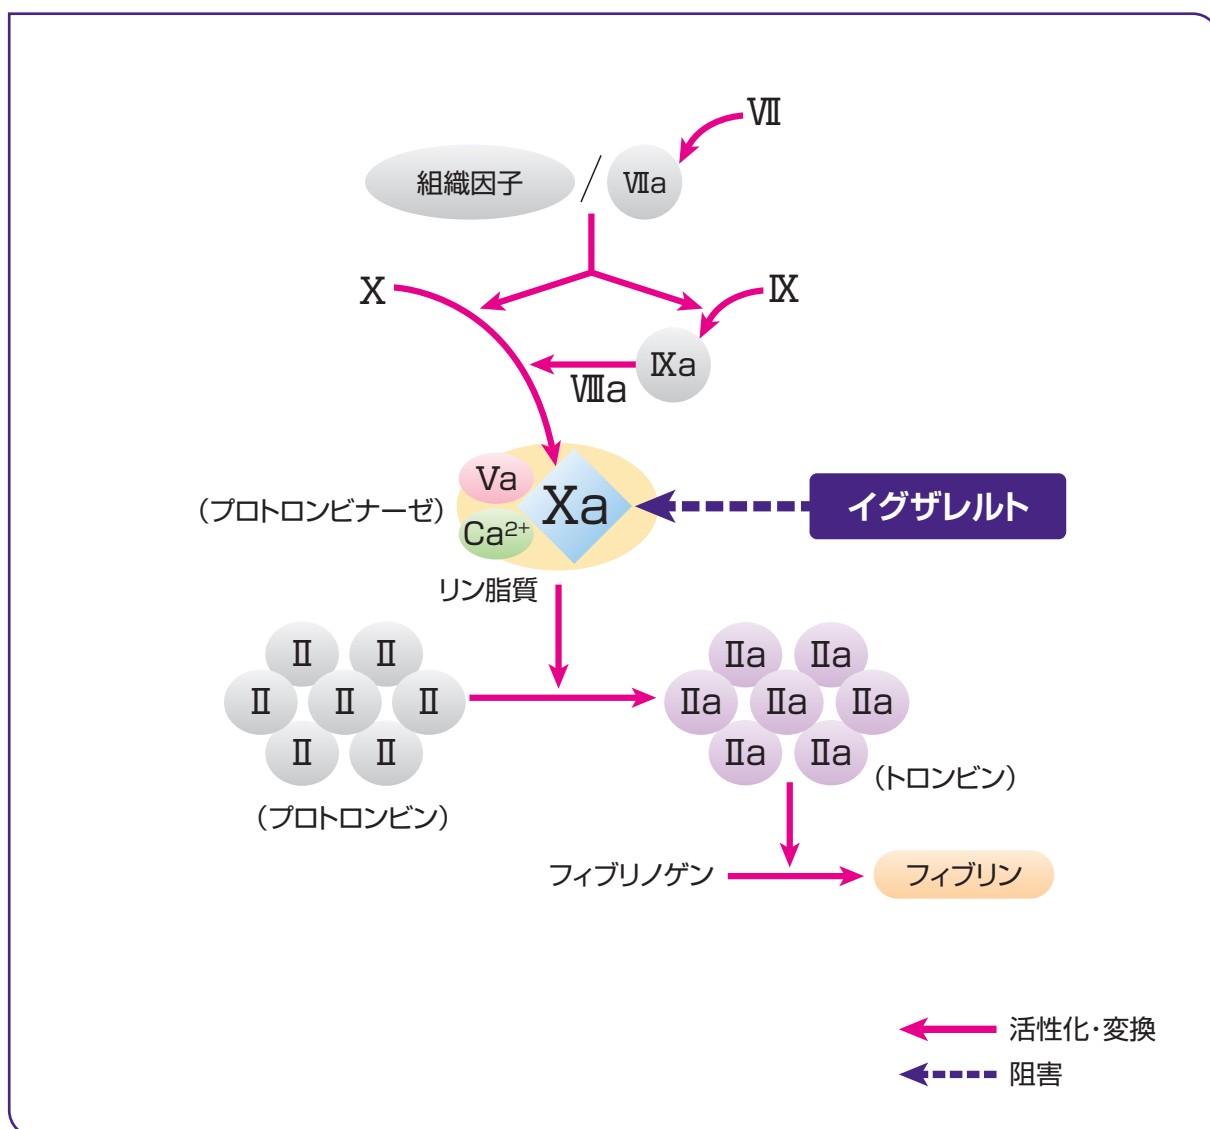 Ⅶ
組織因子
/
Ⅶa
Ⅹ
Ⅸ
Ⅸa
Ⅷa
Va
Ⅹa
Ca²⁺
(プロトロンビナーゼ)
イグザレルト
リン脂質
Ⅱ Ⅱ
Ⅱ Ⅱ Ⅱ
Ⅱ Ⅱ
(プロトロンビン)
Ⅱa Ⅱa
Ⅱa Ⅱa Ⅱa
Ⅱa Ⅱa
(トロンビン)
フィブリノゲン
フィブリン
活性化・変換
阻害